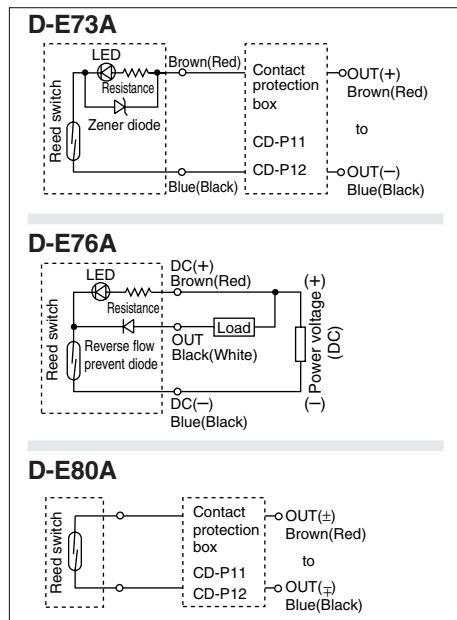 D-E73A
LED
Brown(Red)
Resistance
Zener diode
Reed switch
Blue(Black)
Contact
protection
box
CD-P11
CD-P12
OUT(+)
Brown(Red)
to
OUT(−)
Blue(Black)
D-E76A
LED
DC(+)
Brown(Red)
Resistance
Reed switch
Reverse flow
prevent diode
OUT
Black(White)
Load
DC(−)
Blue(Black)
(+)
Power voltage
(DC)
(−)
D-E80A
Reed switch
Contact
protection
box
CD-P11
CD-P12
OUT(±)
Brown(Red)
to
OUT(∓)
Blue(Black)